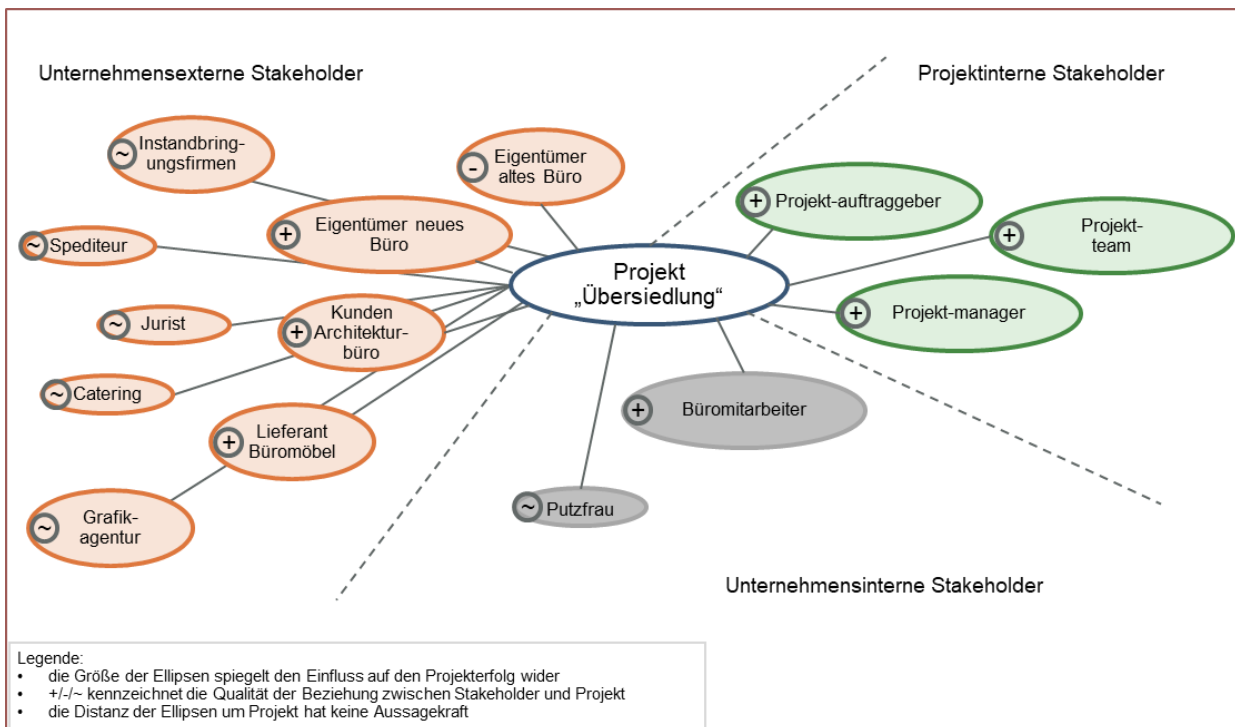 Unternehmensexterne Stakeholder
Projektinterne Stakeholder
~ Instandbring-
ungsfirmen
- Eigentümer
altes Büro
+ Projekt-auftraggeber
+ Eigentümer neues
Büro
+ Projekt-
team
~ Spediteur
Projekt
„Übersiedlung“
~ Jurist
+ Kunden
Architektur-
büro
+ Projekt-manager
~ Catering
+ Büromitarbeiter
+ Lieferant
Büromöbel
~ Grafik-
agentur
~ Putzfrau
Unternehmensinterne Stakeholder
Legende:
• die Größe der Ellipsen spiegelt den Einfluss auf den Projekterfolg wider
• +/-/~ kennzeichnet die Qualität der Beziehung zwischen Stakeholder und Projekt
• die Distanz der Ellipsen um Projekt hat keine Aussagekraft